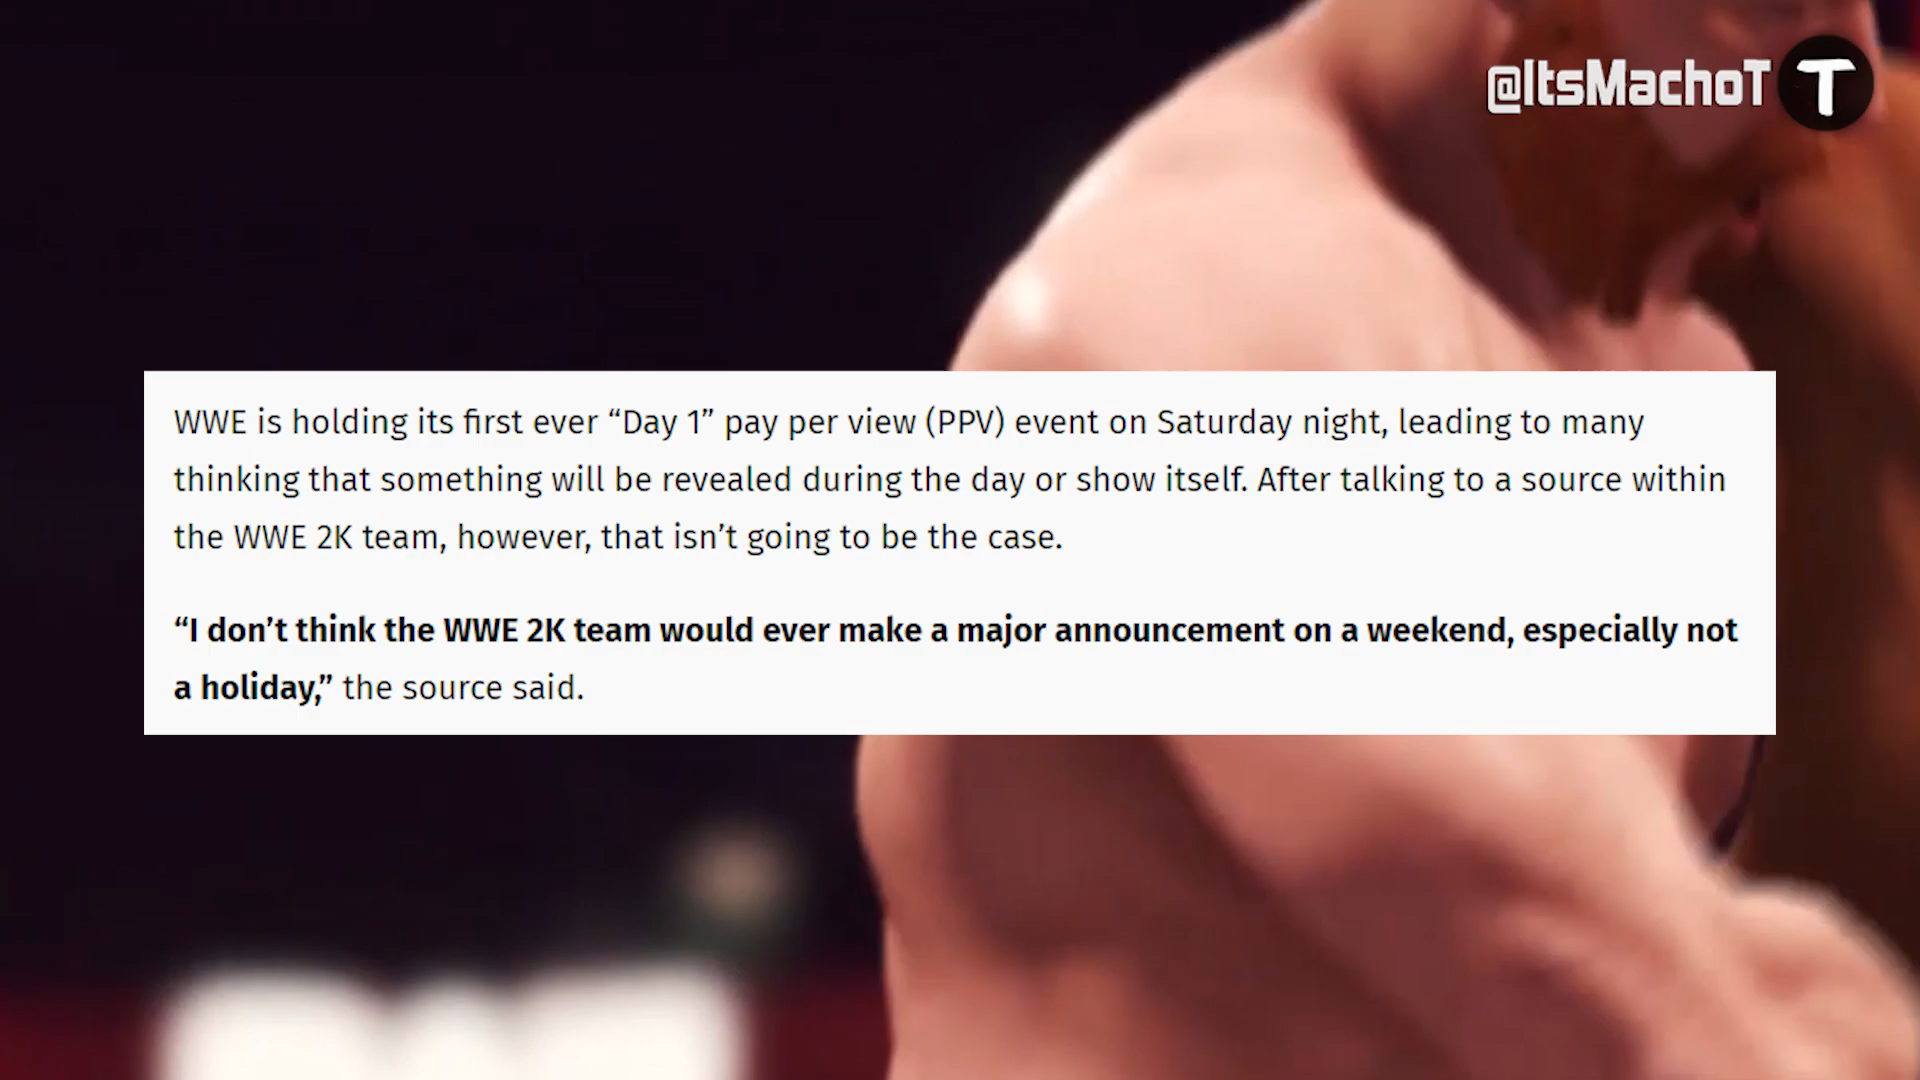 @ItsMachoT T
WWE is holding its first ever “Day 1” pay per view (PPV) event on Saturday night, leading to many
thinking that something will be revealed during the day or show itself. After talking to a source within
the WWE 2K team, however, that isn’t going to be the case.
“I don’t think the WWE 2K team would ever make a major announcement on a weekend, especially not
a holiday,” the source said.